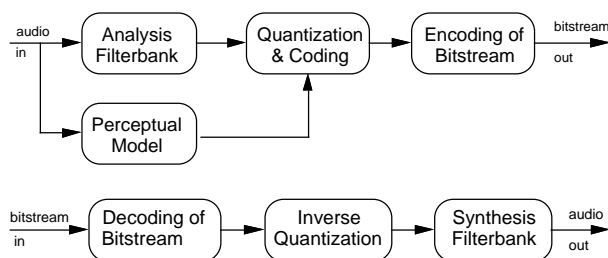 audio
in
Analysis
Filterbank
Quantization
& Coding
Encoding of
Bitstream
bitstream
out
Perceptual
Model
bitstream
in
Decoding of
Bitstream
Inverse
Quantization
Synthesis
Filterbank
audio
out